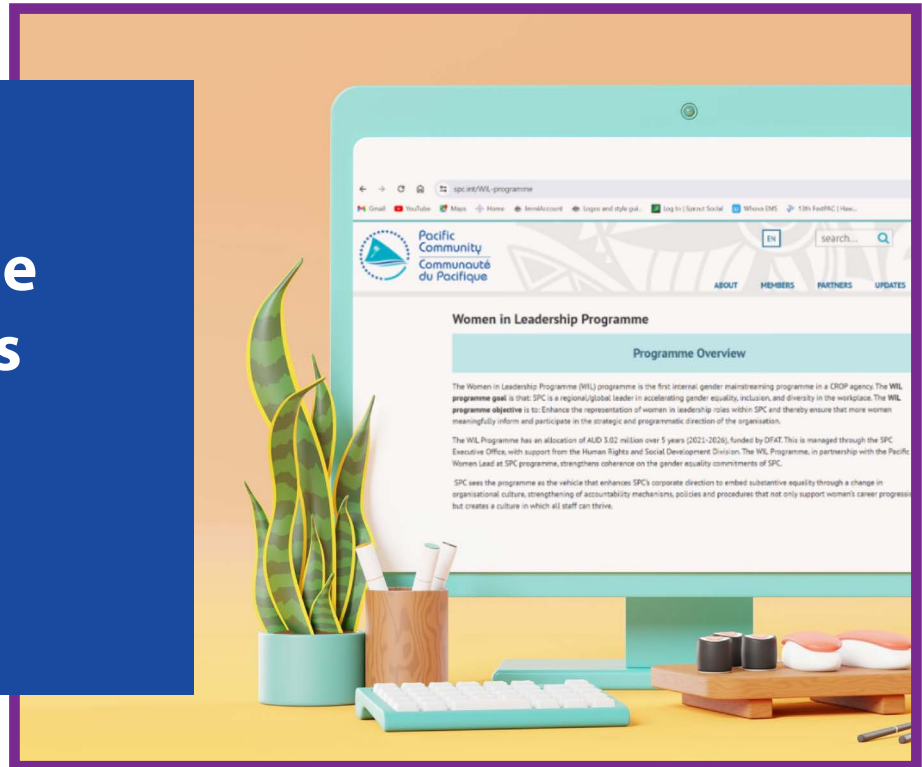 e
s
spc.int/WIL-programme
Gmail YouTube Maps Home ImmiAccount Logos and style gui... Log In | Sprout Social Whova EMS 13th FestPAC | Haw...
Pacific
Community
Communauté
du Pacifique
EN search...
ABOUT MEMBERS PARTNERS UPDATES
Women in Leadership Programme
Programme Overview
The Women in Leadership Programme (WIL) programme is the first internal gender mainstreaming programme in a CROP agency. The WIL
programme goal is that: SPC is a regional/global leader in accelerating gender equality, inclusion, and diversity in the workplace. The WIL
programme objective is to: Enhance the representation of women in leadership roles within SPC and thereby ensure that more women
meaningfully inform and participate in the strategic and programmatic direction of the organisation.
The WIL Programme has an allocation of AUD 3.02 million over 5 years (2021-2026), funded by DFAT. This is managed through the SPC
Executive Office, with support from the Human Rights and Social Development Division. The WIL Programme, in partnership with the Pacific
Women Lead at SPC programme, strengthens coherence on the gender equality commitments of SPC.
SPC sees the programme as the vehicle that enhances SPC's corporate direction to embed substantive equality through a change in
organisational culture, strengthening of accountability mechanisms, policies and procedures that not only support women's career progressi
but creates a culture in which all staff can thrive.